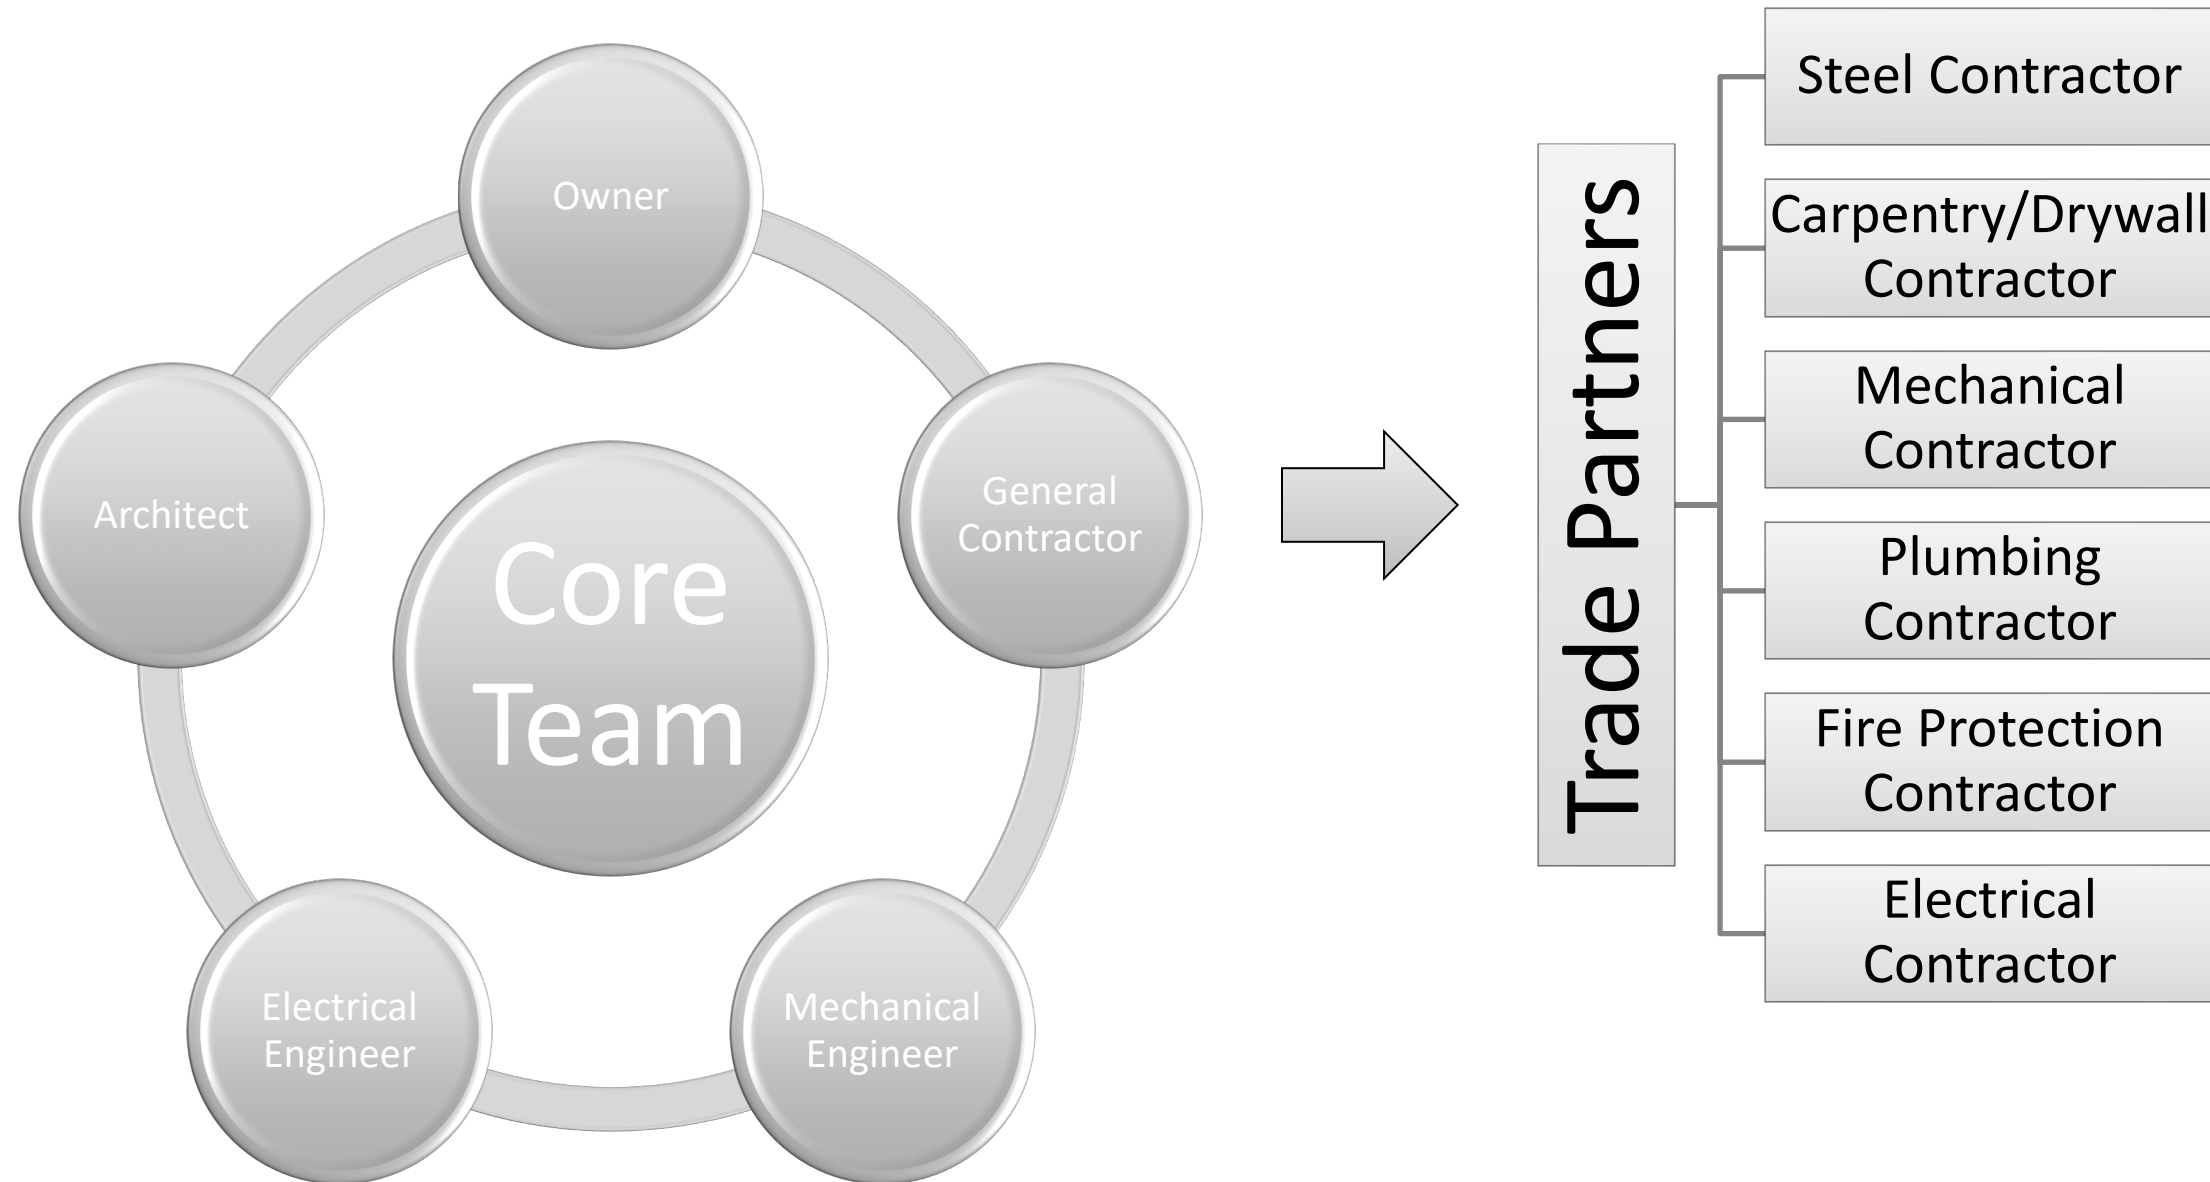 Owner
General
Contractor
Mechanical
Engineer
Electrical
Engineer
Architect
Core
Team
Trade Partners
Steel Contractor
Carpentry/Drywall
Contractor
Mechanical
Contractor
Plumbing
Contractor
Fire Protection
Contractor
Electrical
Contractor